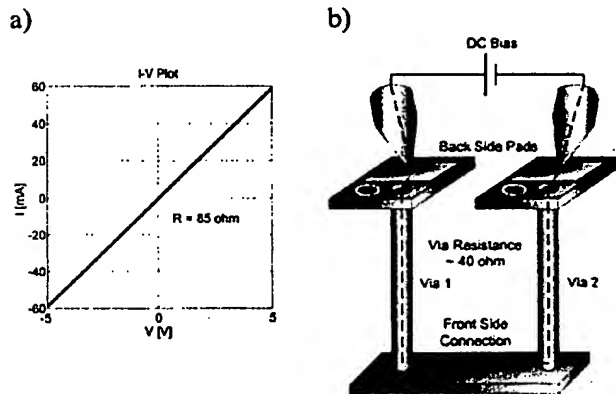 a)
I-V Plot
I [mA]
60
40
20
0
-20
-40
-60
R = 85 ohm
-5
0
5
V [V]
b)
DC Bias
Back Side Pads
Via Resistance
~ 40 ohm
Via 1
Via 2
Front Side
Connection